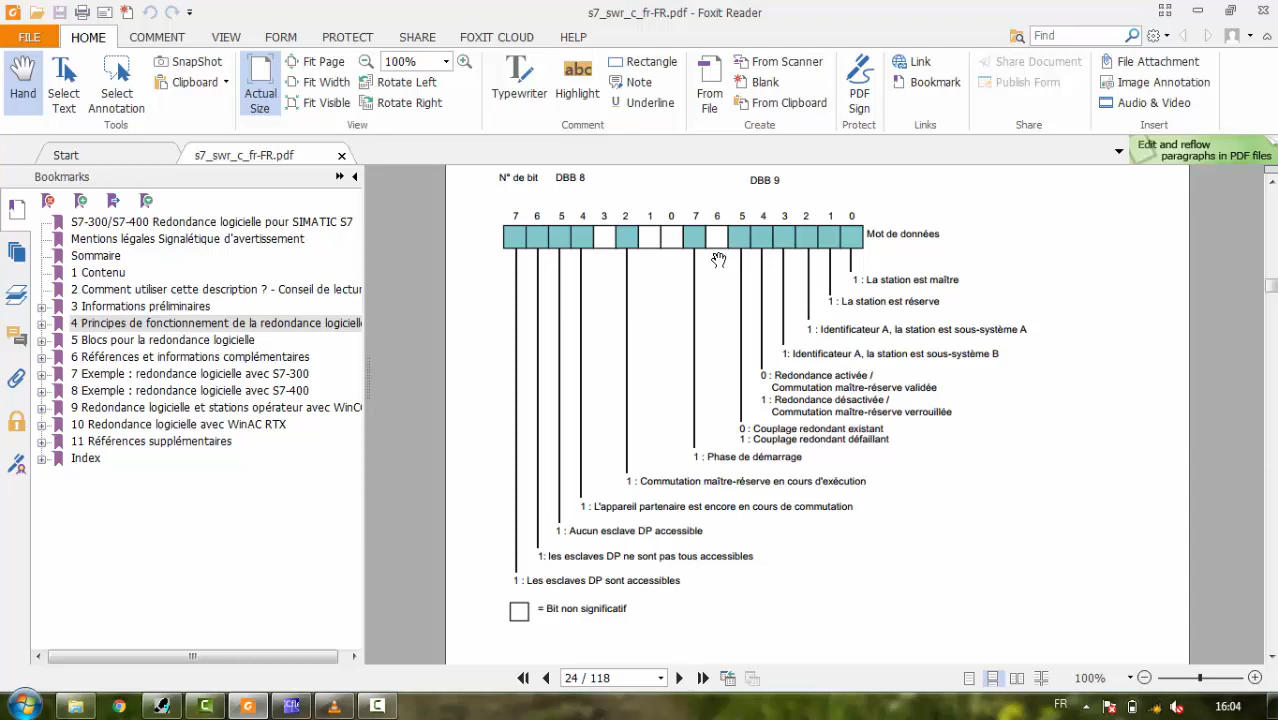 s7_swr_c_fr-FR.pdf - Foxit Reader
FILE HOME COMMENT VIEW FORM PROTECT SHARE FOXIT CLOUD HELP Find
Hand
Select Text
Select Annotation
SnapShot
Clipboard
Tools
Actual Size
Fit Page
Fit Width
Fit Visible
100%
Rotate Left
Rotate Right
View
Typewriter
abc
Highlight
Rectangle
Note
Underline
Comment
From File
From Scanner
Blank
From Clipboard
Create
PDF Sign
Protect
Link
Bookmark
Links
Share Document
Publish Form
Share
File Attachment
Image Annotation
Audio & Video
Insert
Start s7_swr_c_fr-FR.pdf
Edit and reflow
paragraphs in PDF files
Bookmarks
S7-300/S7-400 Redondance logicielle pour SIMATIC S7
Mentions légales Signalétique d'avertissement
Sommaire
1 Contenu
2 Comment utiliser cette description ? - Conseil de lectur
3 Informations préliminaires
4 Principes de fonctionnement de la redondance logicielle
5 Blocs pour la redondance logicielle
6 Références et informations complémentaires
7 Exemple : redondance logicielle avec S7-300
8 Exemple : redondance logicielle avec S7-400
9 Redondance logicielle et stations opérateur avec WinC
10 Redondance logicielle avec WinAC RTX
11 Références supplémentaires
Index
N° de bit DBB 8 DBB 9
7 6 5 4 3 2 1 0 7 6 5 4 3 2 1 0
Mot de données
1 : La station est maître
1 : La station est réserve
1 : Identificateur A, la station est sous-système A
1: Identificateur A, la station est sous-système B
0 : Redondance activée /
Commutation maître-réserve validée
1 : Redondance désactivée /
Commutation maître-réserve verrouillée
0 : Couplage redondant existant
1 : Couplage redondant défaillant
1 : Phase de démarrage
1 : Commutation maître-réserve en cours d'exécution
1 : L'appareil partenaire est encore en cours de commutation
1 : Aucun esclave DP accessible
1: les esclaves DP ne sont pas tous accessibles
1 : Les esclaves DP sont accessibles
= Bit non significatif
24 / 118
100%
FR 16:04